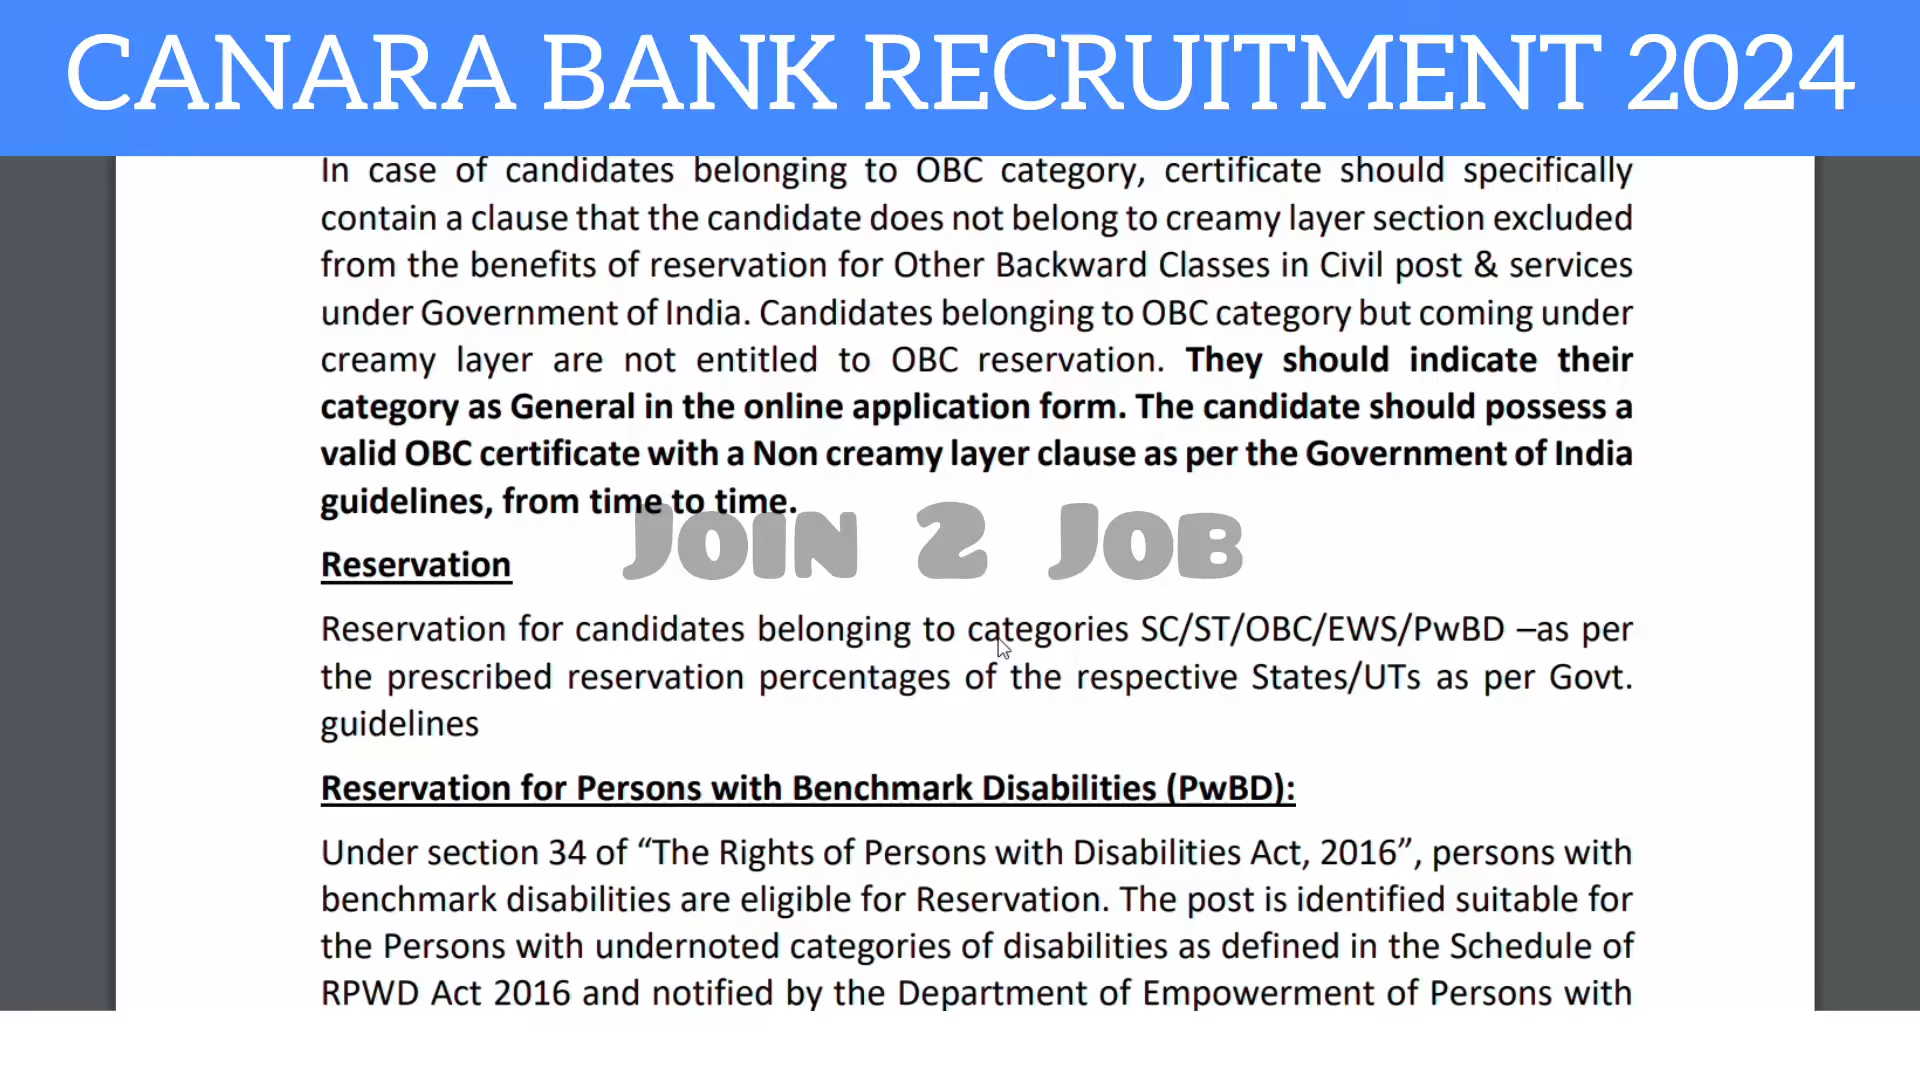 CANARA BANK RECRUITMENT 2024
In case of candidates belonging to OBC category, certificate should specifically
contain a clause that the candidate does not belong to creamy layer section excluded
from the benefits of reservation for Other Backward Classes in Civil post & services
under Government of India. Candidates belonging to OBC category but coming under
creamy layer are not entitled to OBC reservation. They should indicate their
category as General in the online application form. The candidate should possess a
valid OBC certificate with a Non creamy layer clause as per the Government of India
guidelines, from time to time.
JOIN 2 JOB
Reservation
Reservation for candidates belonging to categories SC/ST/OBC/EWS/PwBD –as per
the prescribed reservation percentages of the respective States/UTs as per Govt.
guidelines
Reservation for Persons with Benchmark Disabilities (PwBD):
Under section 34 of “The Rights of Persons with Disabilities Act, 2016”, persons with
benchmark disabilities are eligible for Reservation. The post is identified suitable for
the Persons with undernoted categories of disabilities as defined in the Schedule of
RPWD Act 2016 and notified by the Department of Empowerment of Persons with